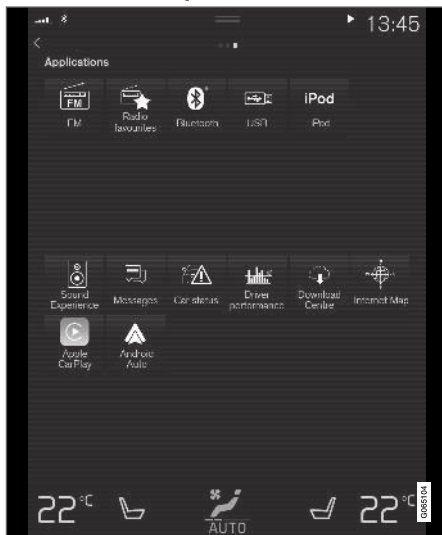 13:45
Applications
FM
FM
Radio
favourites
Bluetooth
USB
iPod
iPod
Sound
Experience
Messages
Car status
Driver
performance
Download
Centre
Internet Map
Apple
CarPlay
Android
Auto
22°C
AUTO
22°C
G065104